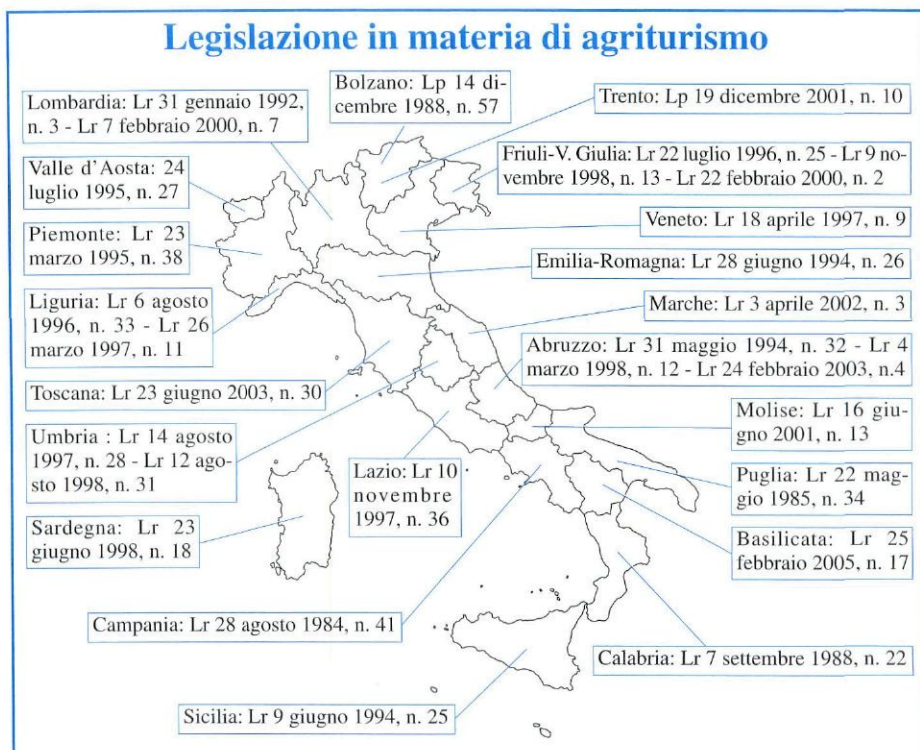 Legislazione in materia di agriturismo
Bolzano: Lp 14 di-
cembre 1988, n. 57
Lombardia: Lr 31 gennaio 1992,
n. 3 - Lr 7 febbraio 2000, n. 7
Trento: Lp 19 dicembre 2001, n. 10
Valle d'Aosta: 24
luglio 1995, n. 27
Friuli-V. Giulia: Lr 22 luglio 1996, n. 25 - Lr 9 no-
vembre 1998, n. 13 - Lr 22 febbraio 2000, n. 2
Piemonte: Lr 23
marzo 1995, n. 38
Veneto: Lr 18 aprile 1997, n. 9
Emilia-Romagna: Lr 28 giugno 1994, n. 26
Liguria: Lr 6 agosto
1996, n. 33 - Lr 26
marzo 1997, n. 11
Marche: Lr 3 aprile 2002, n. 3
Abruzzo: Lr 31 maggio 1994, n. 32 - Lr 4
marzo 1998, n. 12 - Lr 24 febbraio 2003, n.4
Toscana: Lr 23 giugno 2003, n. 30
Molise: Lr 16 giu-
gno 2001, n. 13
Umbria : Lr 14 agosto
1997, n. 28 - Lr 12 ago-
sto 1998, n. 31
Lazio: Lr 10
novembre
1997, n. 36
Puglia: Lr 22 mag-
gio 1985, n. 34
Sardegna: Lr 23
giugno 1998, n. 18
Basilicata: Lr 25
febbraio 2005, n. 17
Campania: Lr 28 agosto 1984, n. 41
Calabria: Lr 7 settembre 1988, n. 22
Sicilia: Lr 9 giugno 1994, n. 25